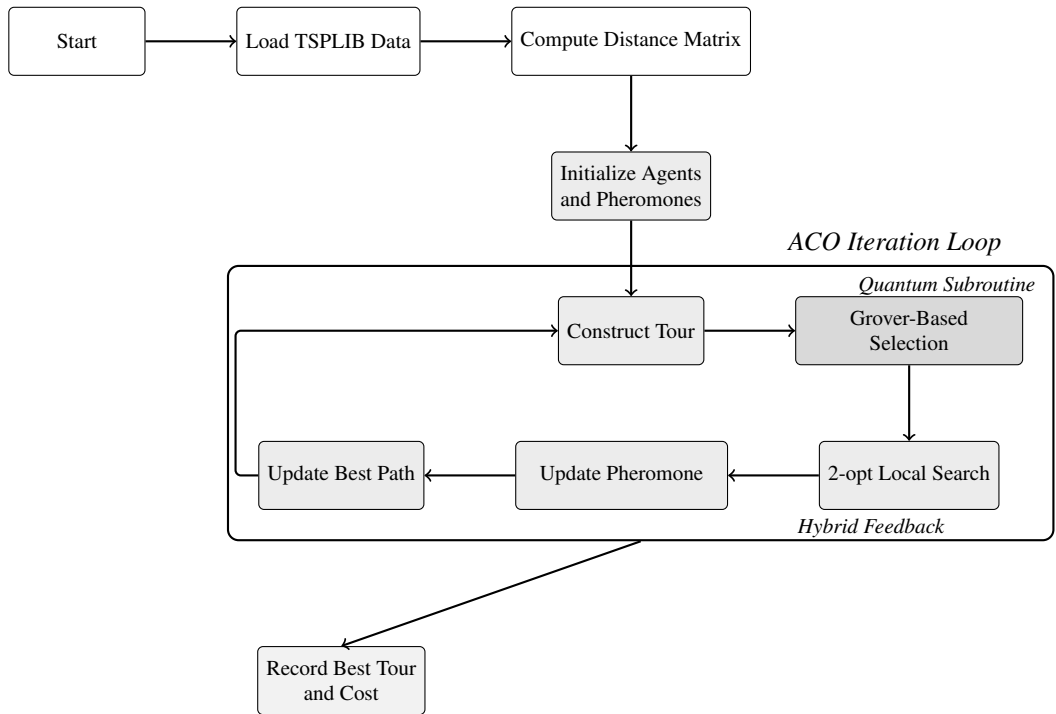 Start
Load TSPLIB Data
Compute Distance Matrix
Initialize Agents
and Pheromones
ACO Iteration Loop
Quantum Subroutine
Construct Tour
Grover-Based
Selection
Update Best Path
Update Pheromone
2-opt Local Search
Hybrid Feedback
Record Best Tour
and Cost